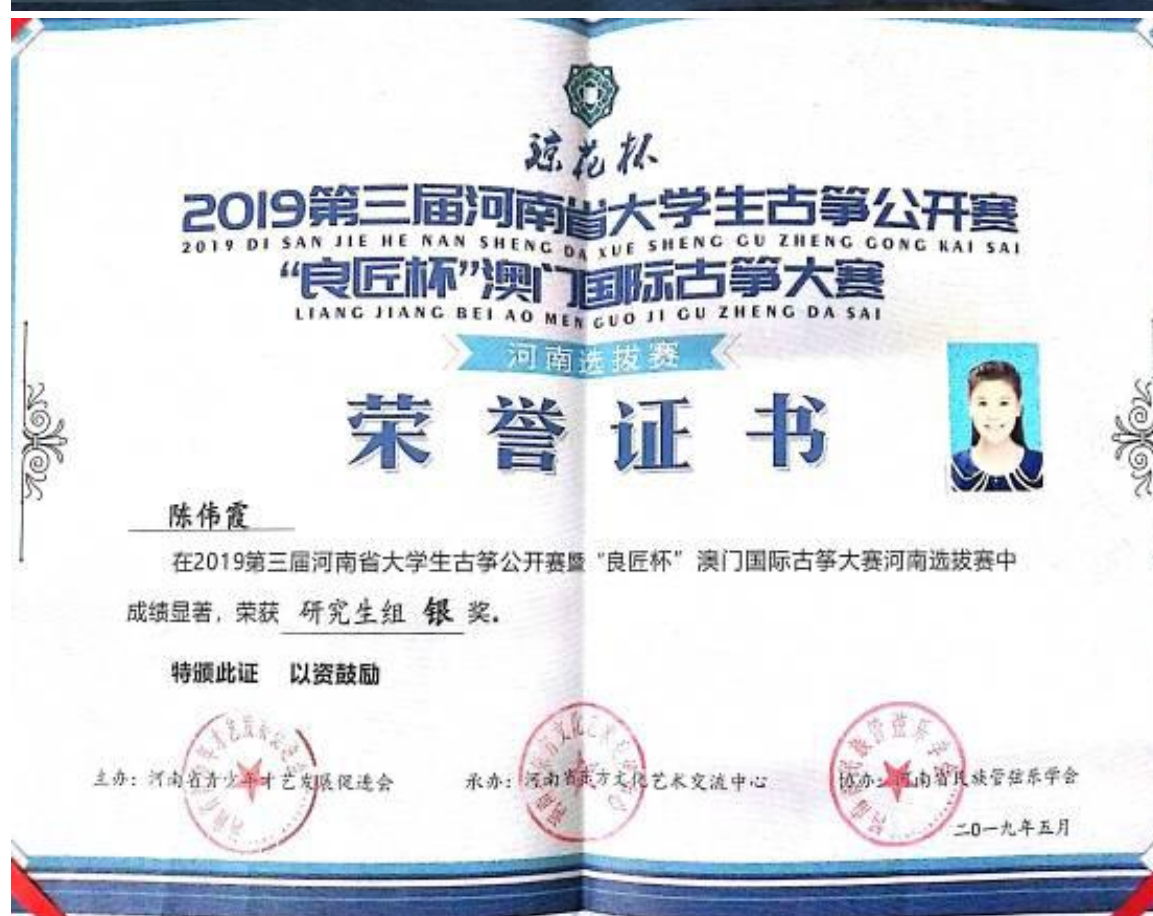 琼花杯
2019第三届河南省大学生古筝公开赛
2019 DI SAN JIE HE NAN SHENG DA XUE SHENG GU ZHENG GONG KAI SAI
“良匠杯”澳门国际古筝大赛
LIANG JIANG BEI AO MEN GUO JI GU ZHENG DA SAI
河南选拔赛
荣誉证书
陈伟霞
在2019第三届河南省大学生古筝公开赛暨“良匠杯”澳门国际古筝大赛河南选拔赛中
成绩显著，荣获 研究生组 银 奖。
特颁此证 以资鼓励
主办：河南省青少年才艺发展促进会 承办：河南省东方文化艺术交流中心 协办：河南省民族管弦乐学会
二0一九年五月